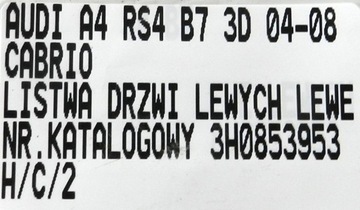 AUDI A4 RS4 B7 3D 04-08
CABRIO
LISTWA DRZWI LEWYCH LEWE
NR.KATALOGOWY 3H0853953
H/C/2